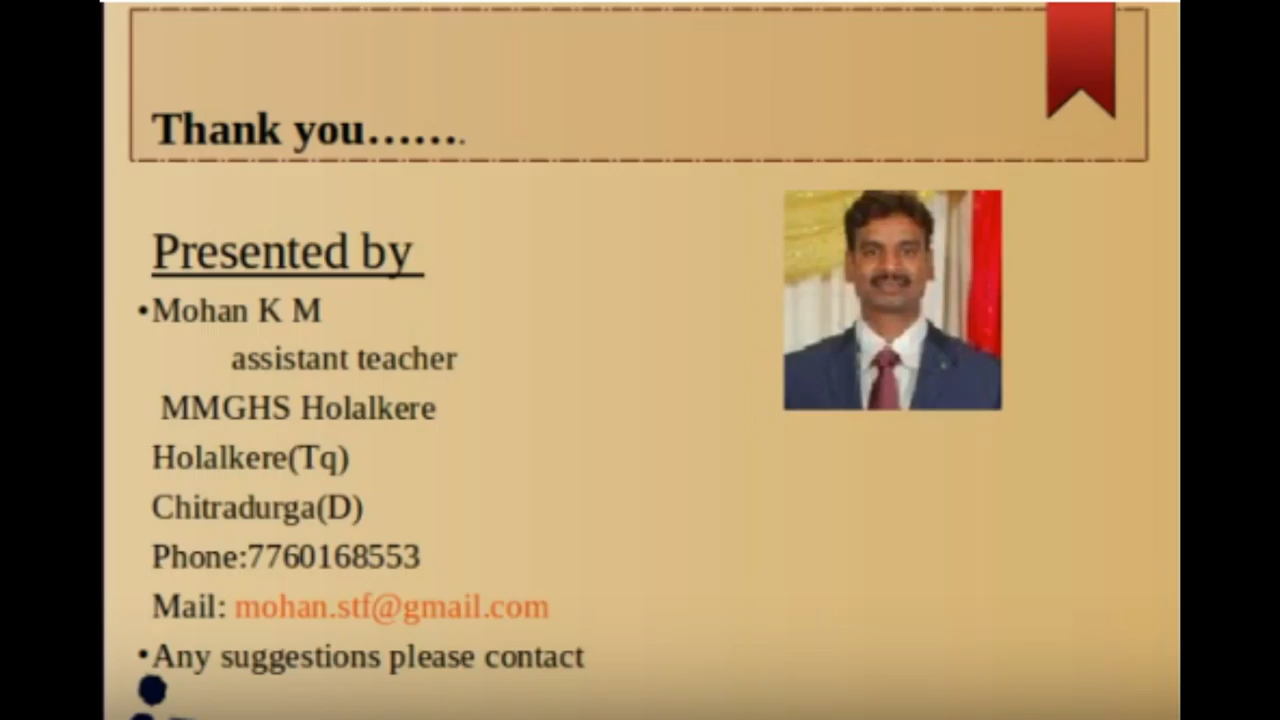 Thank you…….
Presented by
•Mohan K M
assistant teacher
MMGHS Holalkere
Holalkere(Tq)
Chitradurga(D)
Phone:7760168553
Mail: mohan.stf@gmail.com
•Any suggestions please contact